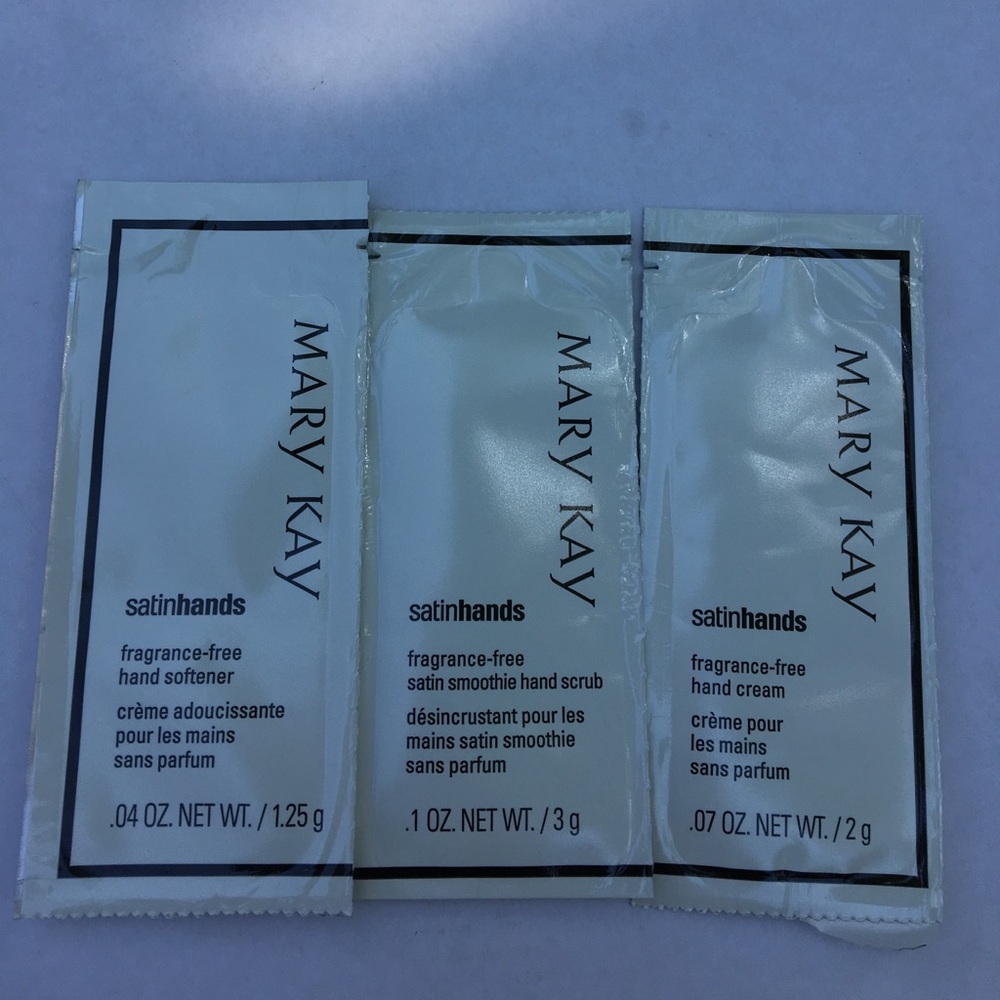 MARY KAY
satinhands
fragrance-free
hand softener
crème adoucissante
pour les mains
sans parfum
.04 OZ. NET WT. / 1.25 g
MARY KAY
satinhands
fragrance-free
satin smoothie hand scrub
désincrustant pour les
mains satin smoothie
sans parfum
.1 OZ. NET WT. / 3 g
MARY KAY
satinhands
fragrance-free
hand cream
crème pour
les mains
sans parfum
.07 OZ. NET WT. / 2 g